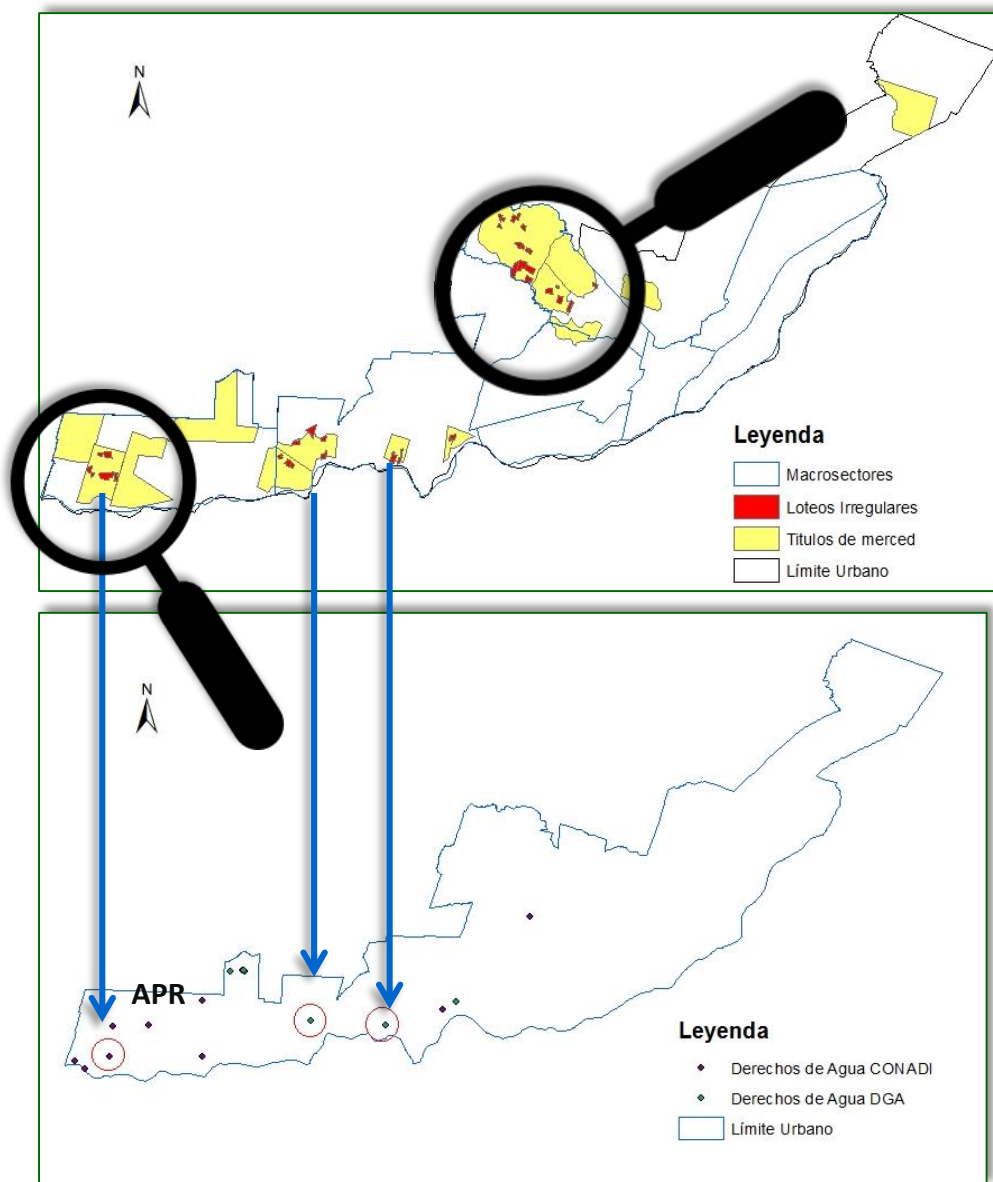 N
Leyenda
Macrosectores
Loteos Irregulares
Titulos de merced
Límite Urbano
N
APR
Leyenda
Derechos de Agua CONADI
Derechos de Agua DGA
Límite Urbano